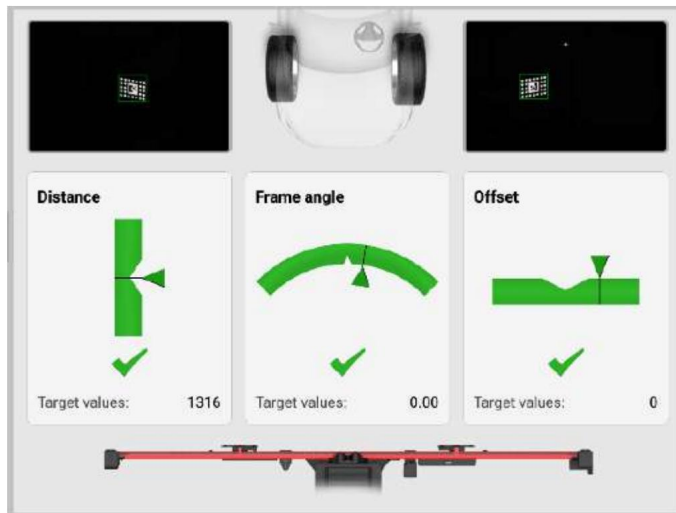 Distance
Frame angle
Offset
Target values: 1316
Target values: 0.00
Target values: 0